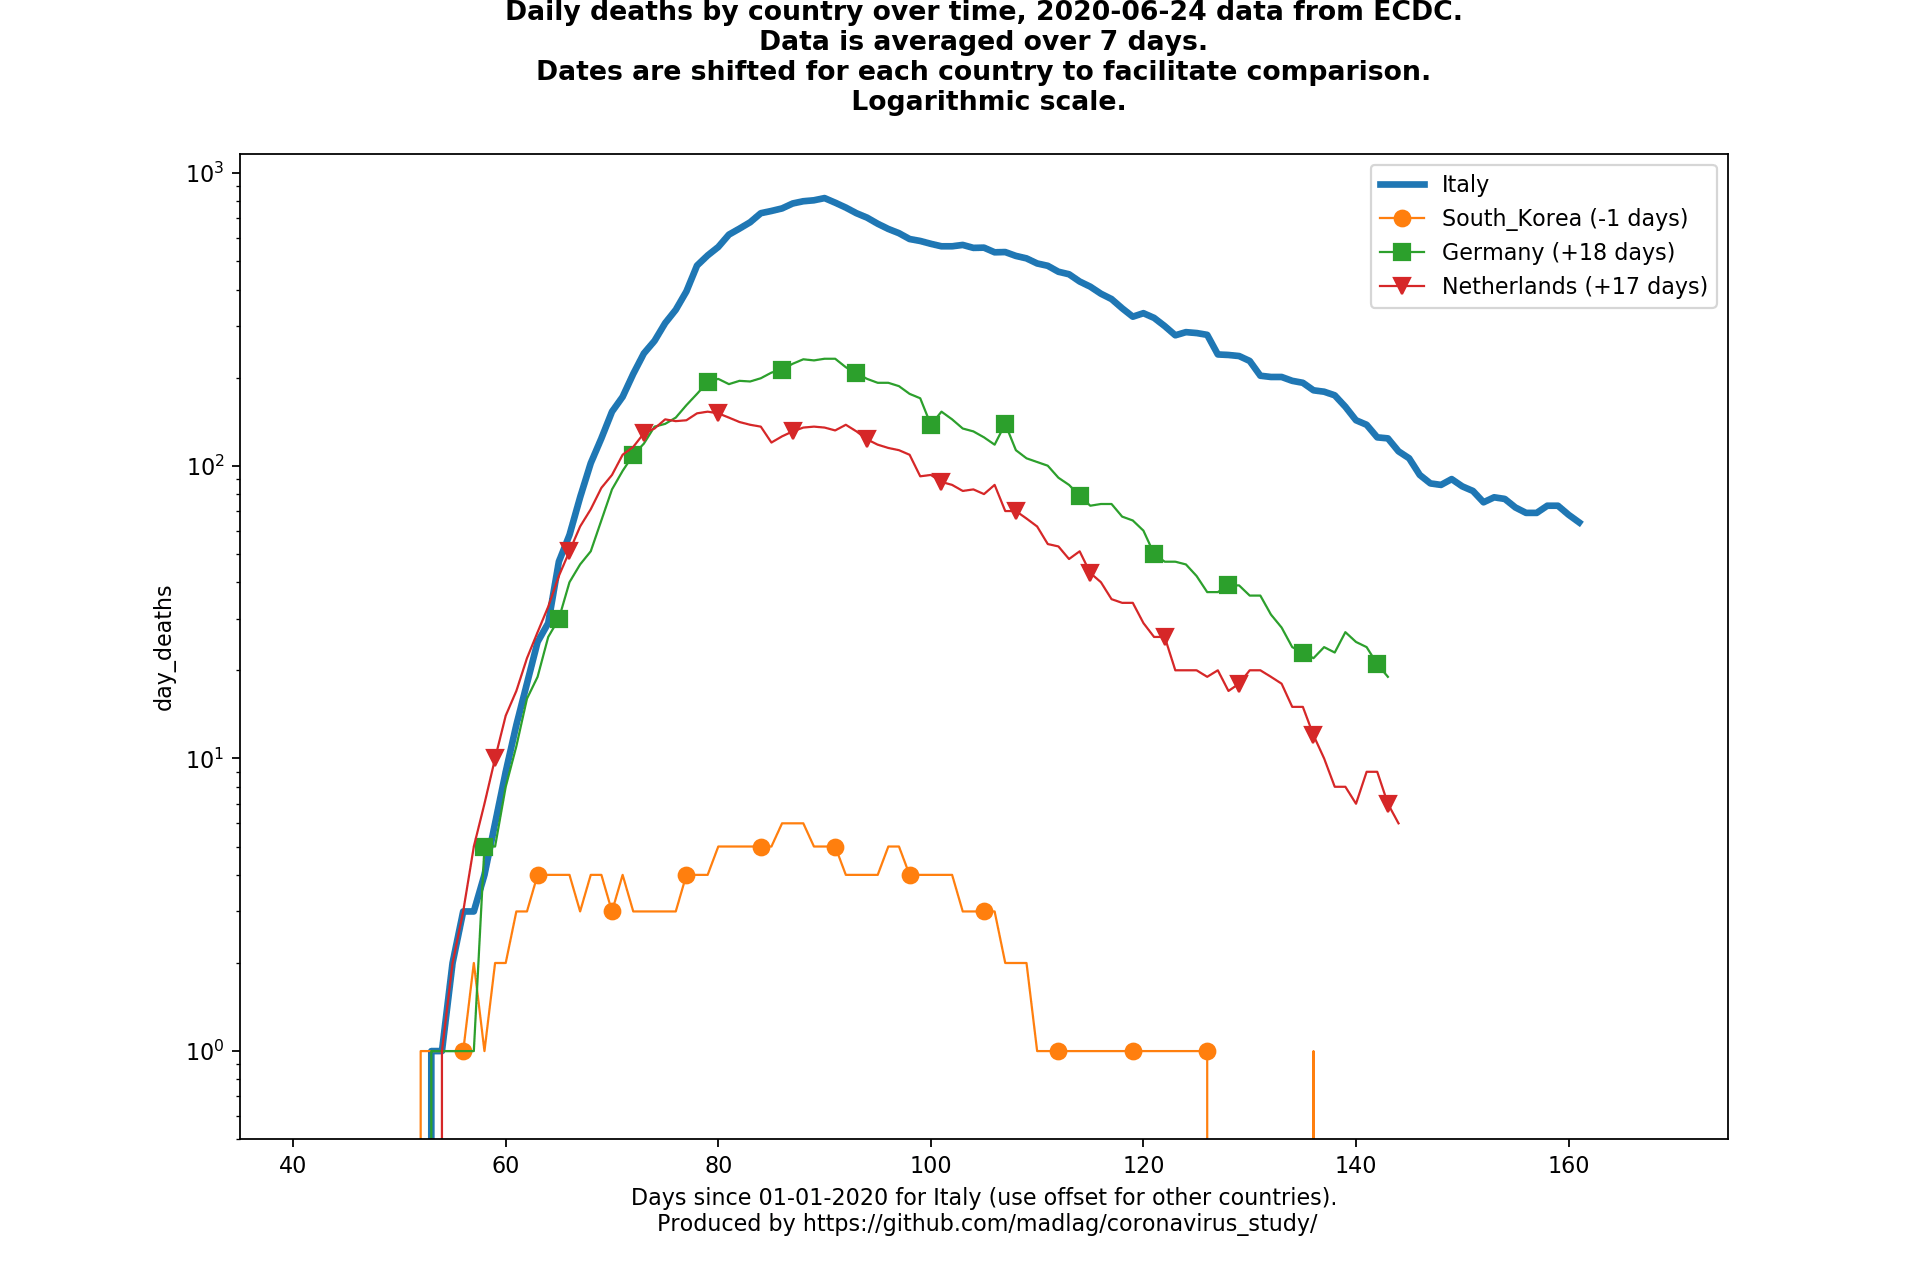 Daily deaths by country over time, 2020-06-24 data from ECDC.
Data is averaged over 7 days.
Dates are shifted for each country to facilitate comparison.
Logarithmic scale.
Italy
South_Korea (-1 days)
Germany (+18 days)
Netherlands (+17 days)
day_deaths
10³
10²
10¹
10⁰
40 60 80 100 120 140 160
Days since 01-01-2020 for Italy (use offset for other countries).
Produced by https://github.com/madlag/coronavirus_study/